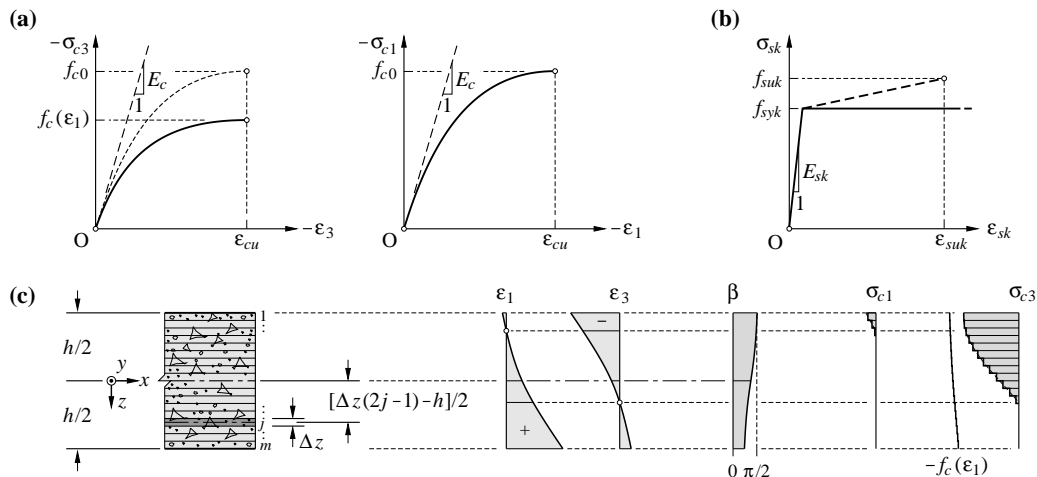 (a)
−σc3
fc0
fc(ε1)
Ec
1
O
εcu
−ε3
−σc1
fc0
Ec
1
O
εcu
−ε1
(b)
σsk
fsuk
fsyk
Esk
1
O
εsuk
εsk
(c)
h/2
h/2
y
x
z
1
j
m
[Δz(2j−1)−h]/2
Δz
ε1
+
ε3
−
β
0 π/2
σc1
−fc(ε1)
σc3